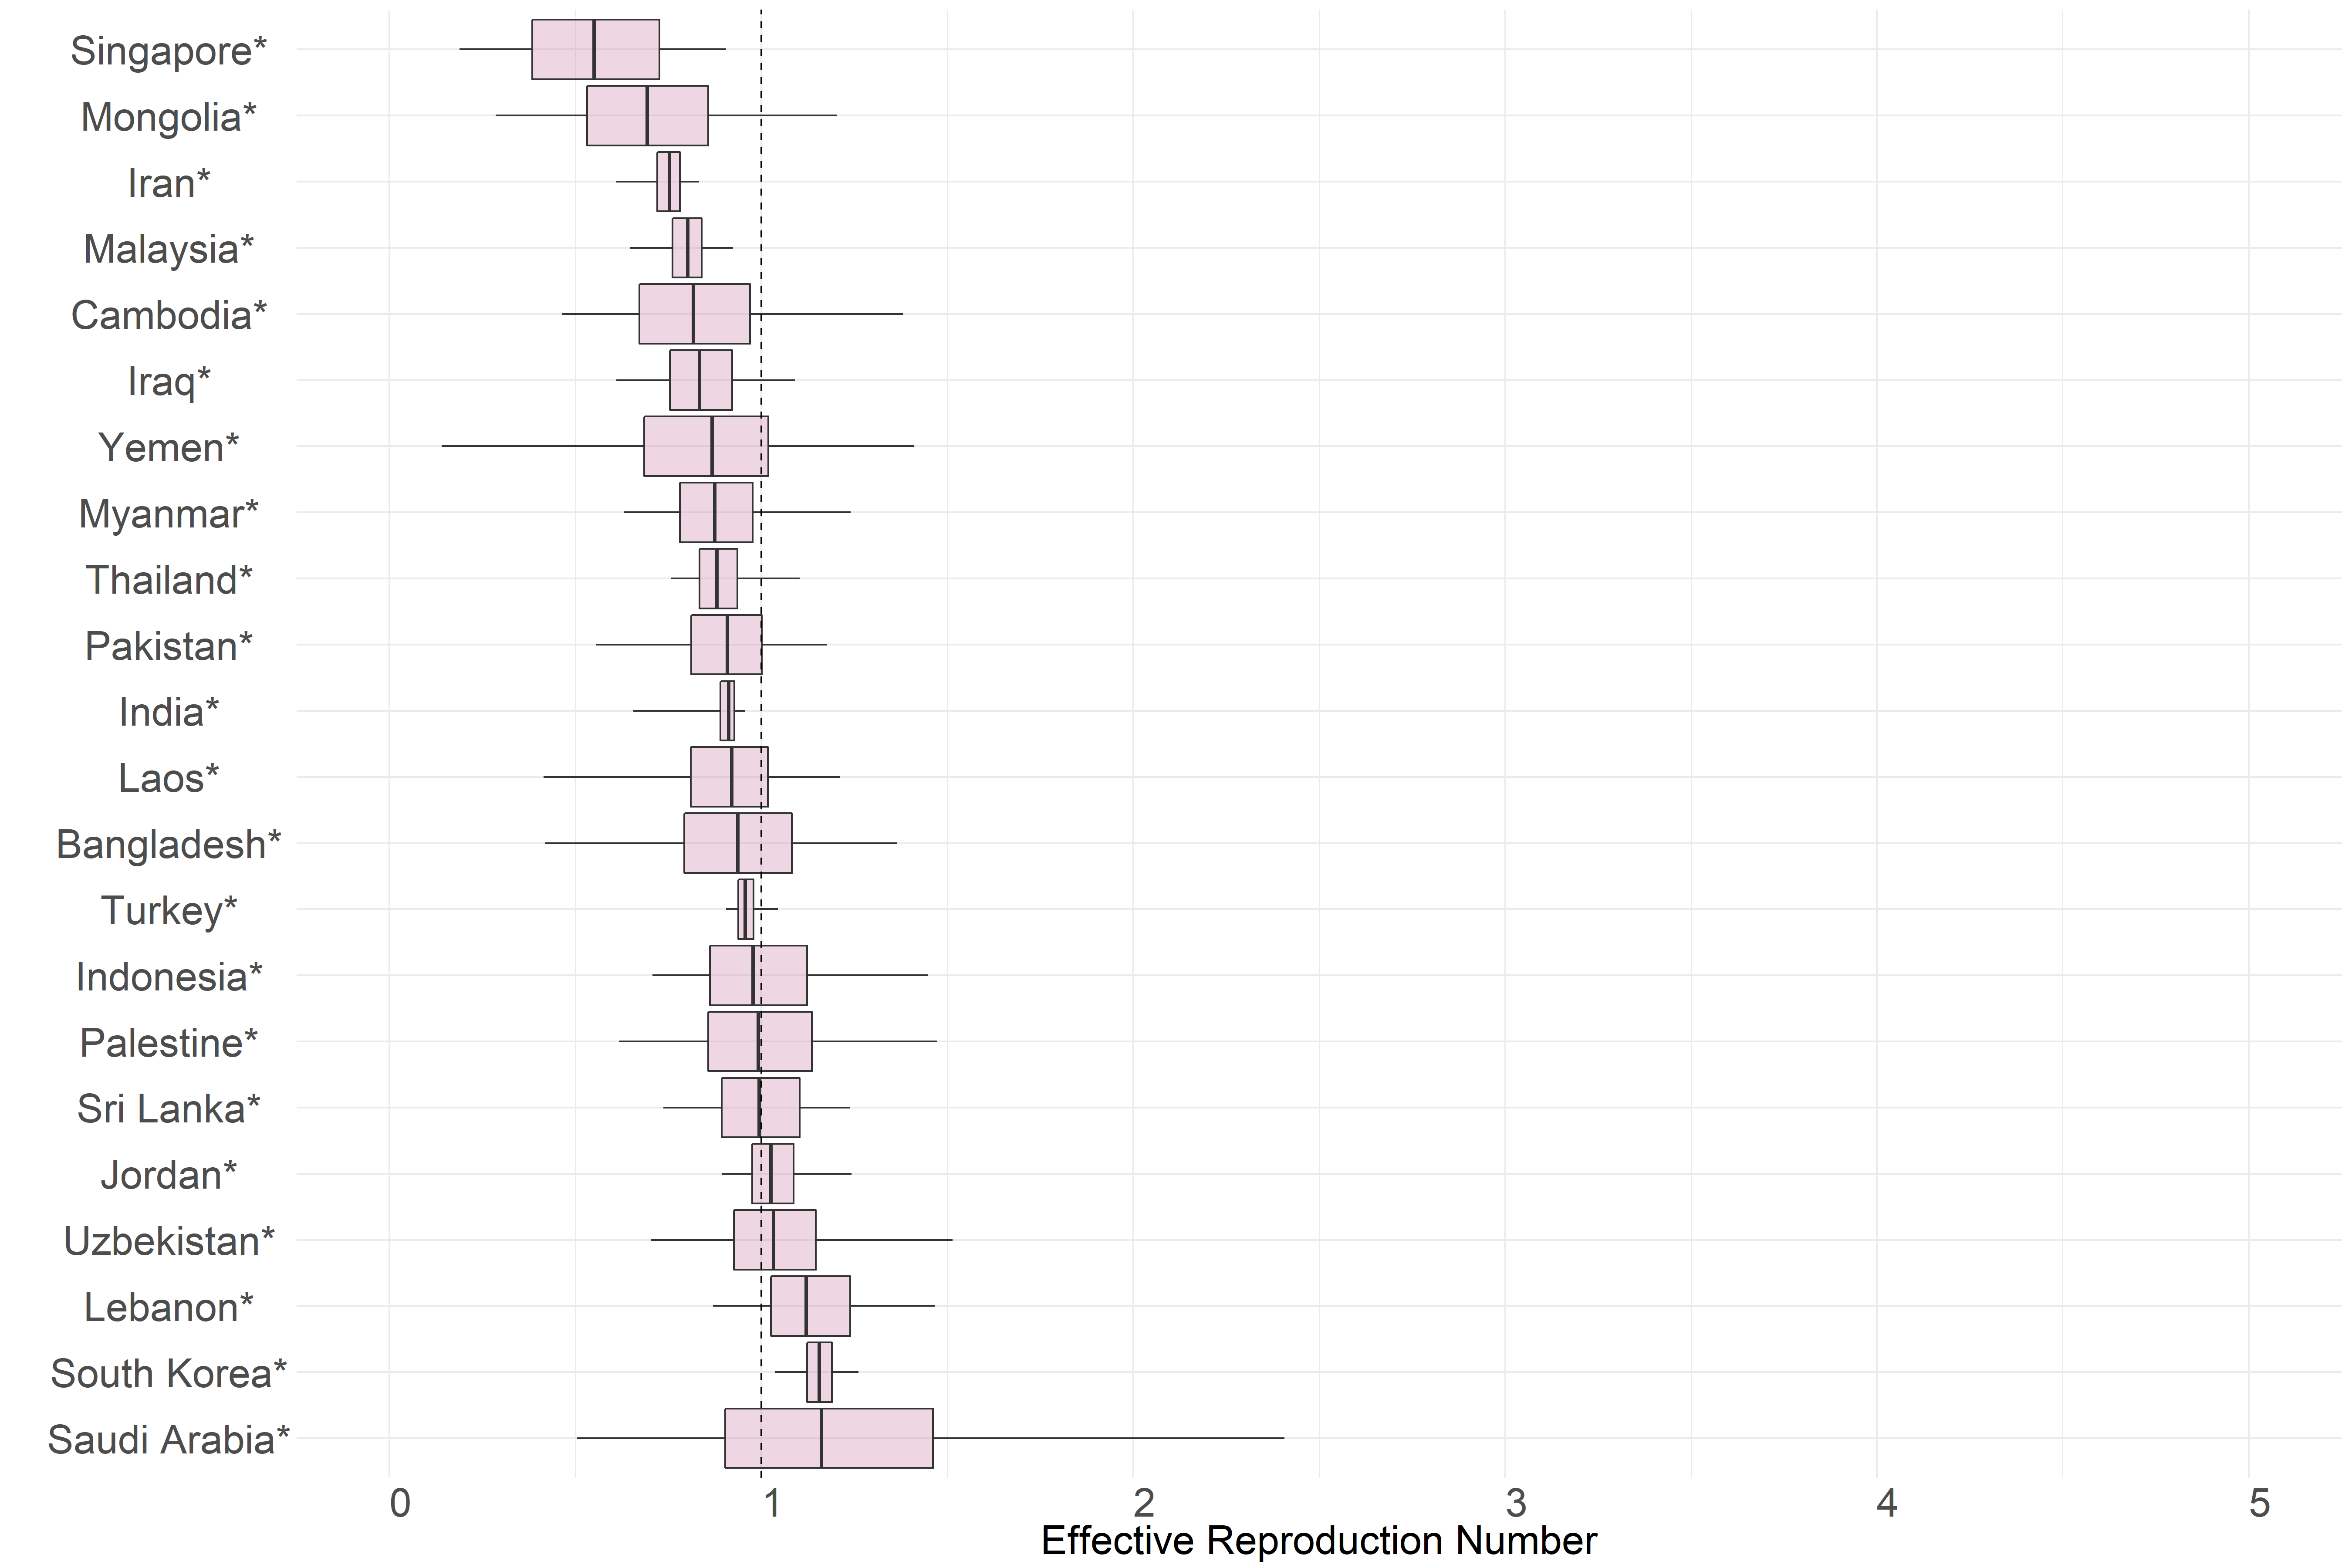 Singapore*
Mongolia*
Iran*
Malaysia*
Cambodia*
Iraq*
Yemen*
Myanmar*
Thailand*
Pakistan*
India*
Laos*
Bangladesh*
Turkey*
Indonesia*
Palestine*
Sri Lanka*
Jordan*
Uzbekistan*
Lebanon*
South Korea*
Saudi Arabia*
0 1 2 3 4 5
Effective Reproduction Number